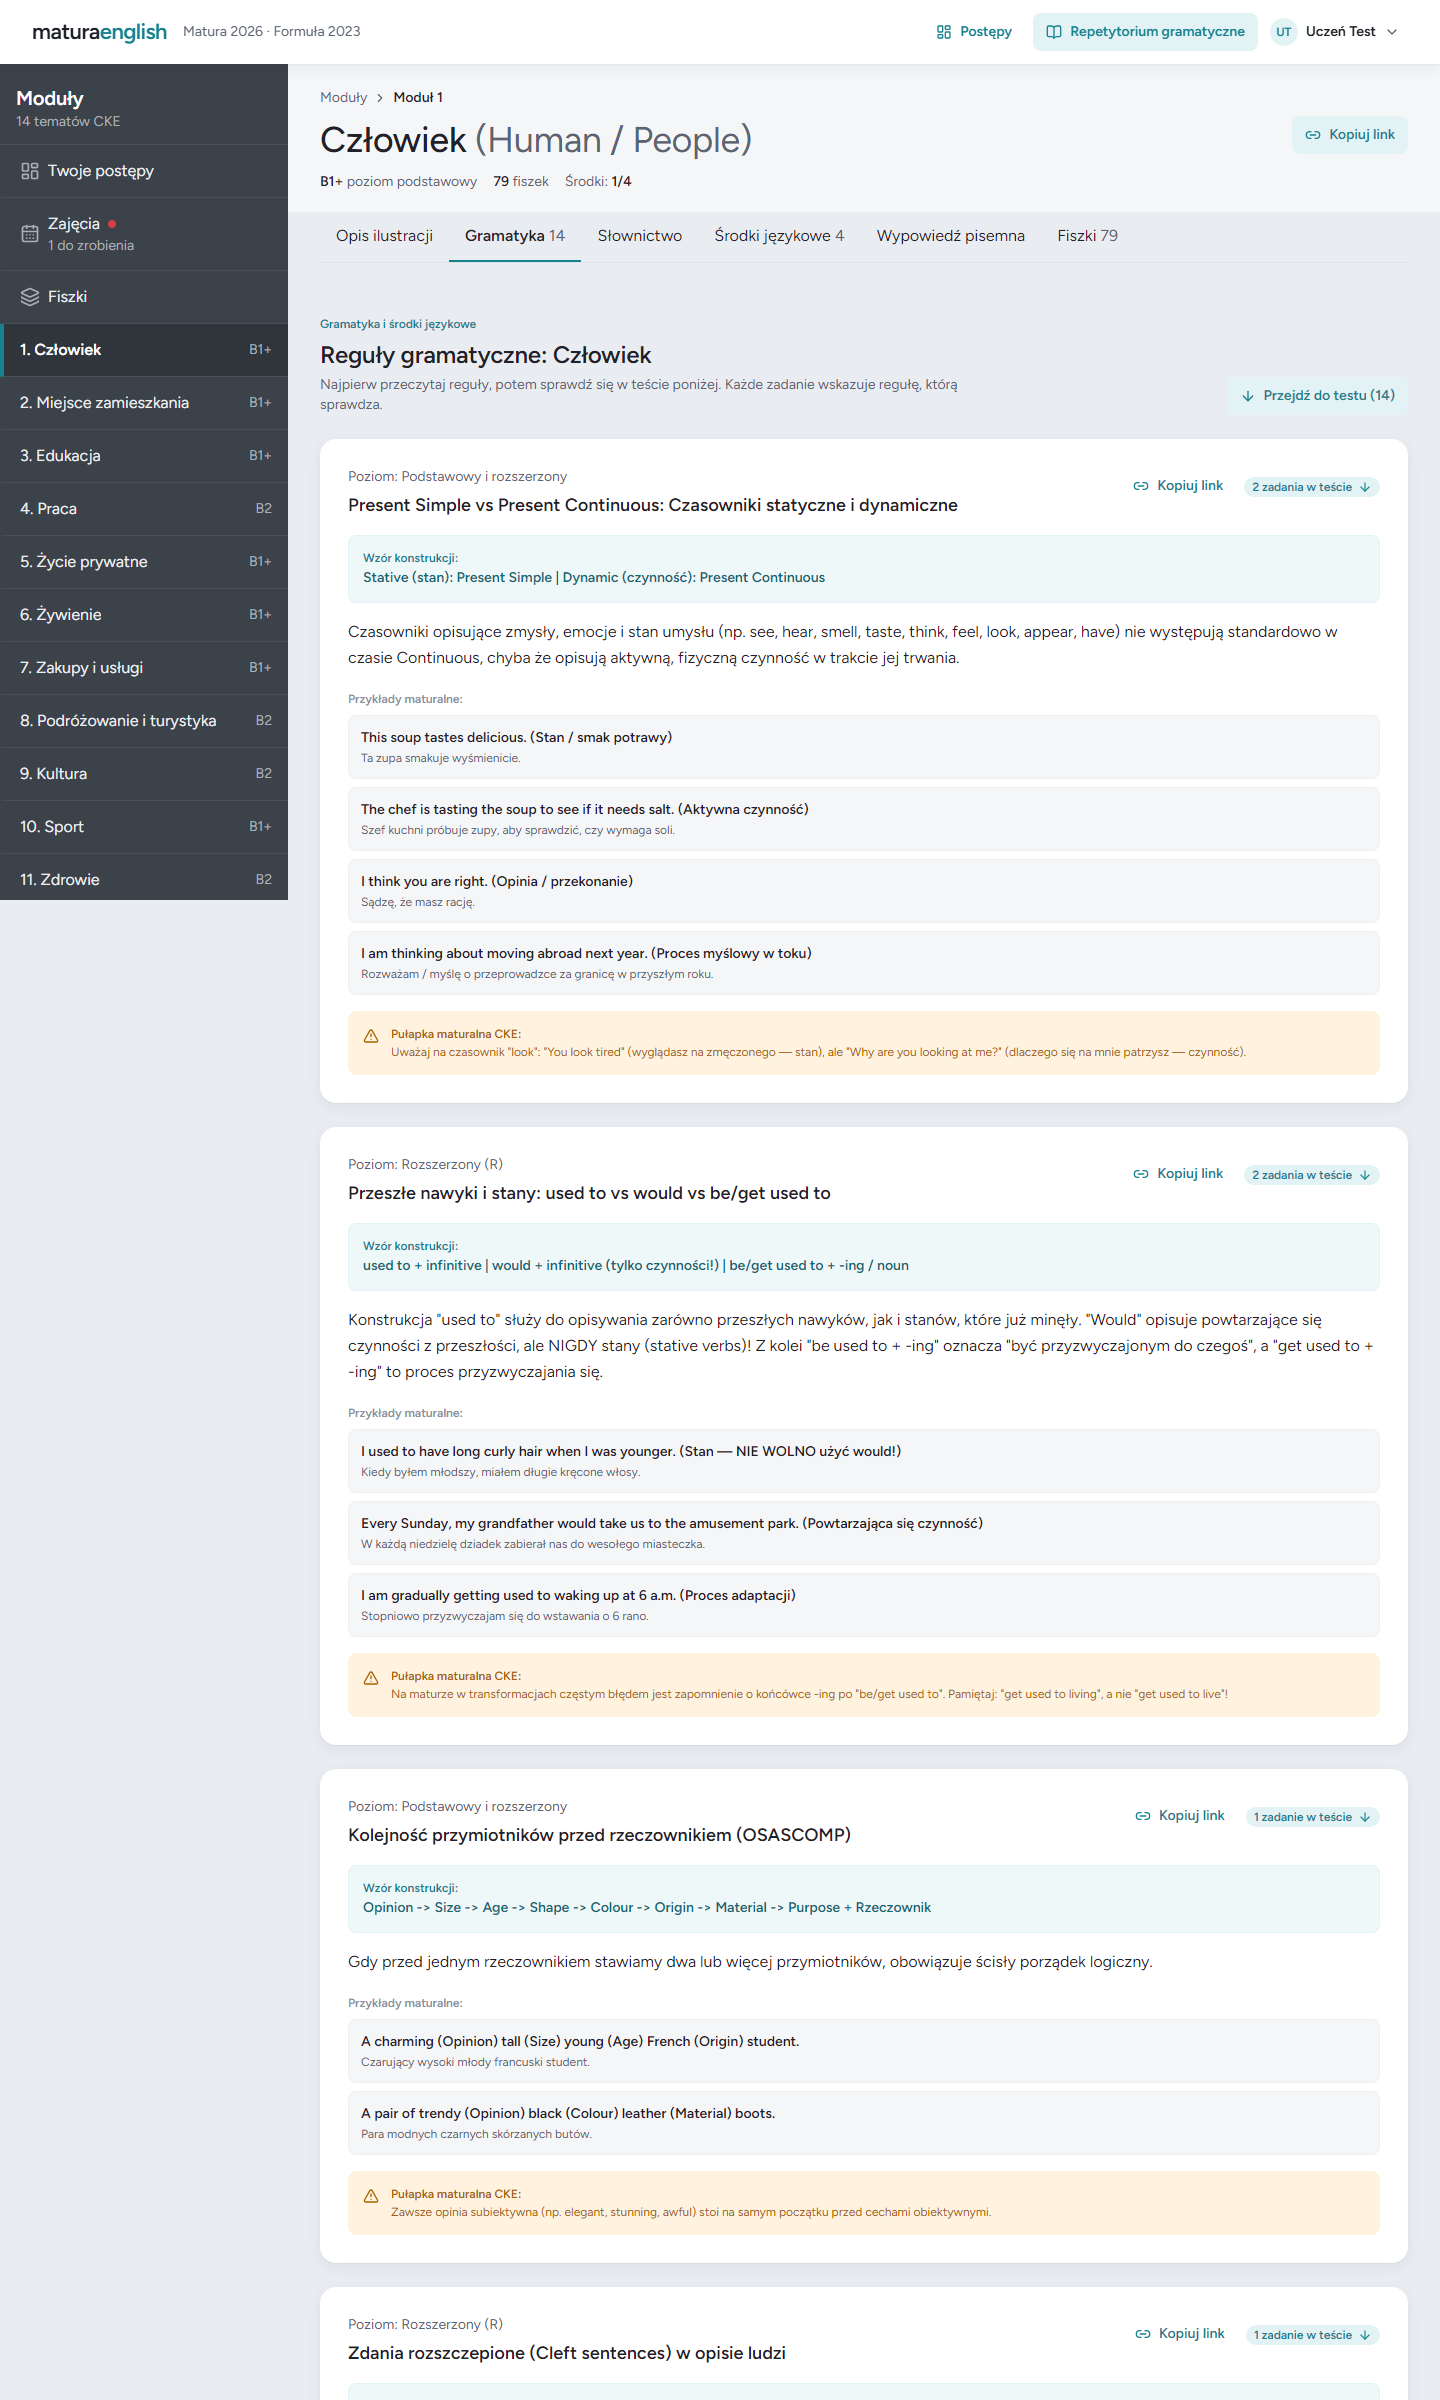 maturaenglish Matura 2026 · Formuła 2023
Postępy
Repetytorium gramatyczne
UT Uczeń Test
Moduły
14 tematów CKE
Twoje postępy
Zajęcia
1 do zrobienia
Fiszki
1. Człowiek B1+
2. Miejsce zamieszkania B1+
3. Edukacja B1+
4. Praca B2
5. Życie prywatne B1+
6. Żywienie B1+
7. Zakupy i usługi B1+
8. Podróżowanie i turystyka B2
9. Kultura B2
10. Sport B1+
11. Zdrowie B2
Moduły > Moduł 1
Człowiek (Human / People)
Kopiuj link
B1+ poziom podstawowy 79 fiszek Środki: 1/4
Opis ilustracji Gramatyka 14 Słownictwo Środki językowe 4 Wypowiedź pisemna Fiszki 79
Gramatyka i środki językowe
Reguły gramatyczne: Człowiek
Najpierw przeczytaj reguły, potem sprawdź się w teście poniżej. Każde zadanie wskazuje regułę, którą
sprawdza.
↓ Przejdź do testu (14)
Poziom: Podstawowy i rozszerzony
Kopiuj link 2 zadania w teście ↓
Present Simple vs Present Continuous: Czasowniki statyczne i dynamiczne
Wzór konstrukcji:
Stative (stan): Present Simple | Dynamic (czynność): Present Continuous
Czasowniki opisujące zmysły, emocje i stan umysłu (np. see, hear, smell, taste, think, feel, look, appear, have) nie występują standardowo w
czasie Continuous, chyba że opisują aktywną, fizyczną czynność w trakcie jej trwania.
Przykłady maturalne:
This soup tastes delicious. (Stan / smak potrawy)
Ta zupa smakuje wyśmienicie.
The chef is tasting the soup to see if it needs salt. (Aktywna czynność)
Szef kuchni próbuje zupy, aby sprawdzić, czy wymaga soli.
I think you are right. (Opinia / przekonanie)
Sądzę, że masz rację.
I am thinking about moving abroad next year. (Proces myślowy w toku)
Rozważam / myślę o przeprowadzce za granicę w przyszłym roku.
Pułapka maturalna CKE:
Uważaj na czasownik "look": "You look tired" (wyglądasz na zmęczonego — stan), ale "Why are you looking at me?" (dlaczego się na mnie patrzysz — czynność).
Poziom: Rozszerzony (R)
Kopiuj link 2 zadania w teście ↓
Przeszłe nawyki i stany: used to vs would vs be/get used to
Wzór konstrukcji:
used to + infinitive | would + infinitive (tylko czynności!) | be/get used to + -ing / noun
Konstrukcja "used to" służy do opisywania zarówno przeszłych nawyków, jak i stanów, które już minęły. "Would" opisuje powtarzające się
czynności z przeszłości, ale NIGDY stany (stative verbs)! Z kolei "be used to + -ing" oznacza "być przyzwyczajonym do czegoś", a "get used to +
-ing" to proces przyzwyczajania się.
Przykłady maturalne:
I used to have long curly hair when I was younger. (Stan — NIE WOLNO użyć would!)
Kiedy byłem młodszy, miałem długie kręcone włosy.
Every Sunday, my grandfather would take us to the amusement park. (Powtarzająca się czynność)
W każdą niedzielę dziadek zabierał nas do wesołego miasteczka.
I am gradually getting used to waking up at 6 a.m. (Proces adaptacji)
Stopniowo przyzwyczajam się do wstawania o 6 rano.
Pułapka maturalna CKE:
Na maturze w transformacjach częstym błędem jest zapomnienie o końcówce -ing po "be/get used to". Pamiętaj: "get used to living", a nie "get used to live"!
Poziom: Podstawowy i rozszerzony
Kopiuj link 1 zadanie w teście ↓
Kolejność przymiotników przed rzeczownikiem (OSASCOMP)
Wzór konstrukcji:
Opinion -> Size -> Age -> Shape -> Colour -> Origin -> Material -> Purpose + Rzeczownik
Gdy przed jednym rzeczownikiem stawiamy dwa lub więcej przymiotników, obowiązuje ścisły porządek logiczny.
Przykłady maturalne:
A charming (Opinion) tall (Size) young (Age) French (Origin) student.
Czarujący wysoki młody francuski student.
A pair of trendy (Opinion) black (Colour) leather (Material) boots.
Para modnych czarnych skórzanych butów.
Pułapka maturalna CKE:
Zawsze opinia subiektywna (np. elegant, stunning, awful) stoi na samym początku przed cechami obiektywnymi.
Poziom: Rozszerzony (R)
Kopiuj link 1 zadanie w teście ↓
Zdania rozszczepione (Cleft sentences) w opisie ludzi